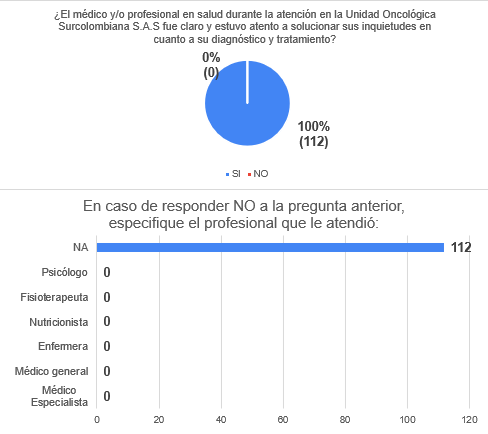 ¿El médico y/o profesional en salud durante la atención en la Unidad Oncológica
Surcolombiana S.A.S fue claro y estuvo atento a solucionar sus inquietudes en
cuanto a su diagnóstico y tratamiento?
0%
(0)
100%
(112)
SI NO
En caso de responder NO a la pregunta anterior,
especifique el profesional que le atendió:
NA 112
Psicólogo 0
Fisioterapeuta 0
Nutricionista 0
Enfermera 0
Médico general 0
Médico
Especialista 0
0 20 40 60 80 100 120